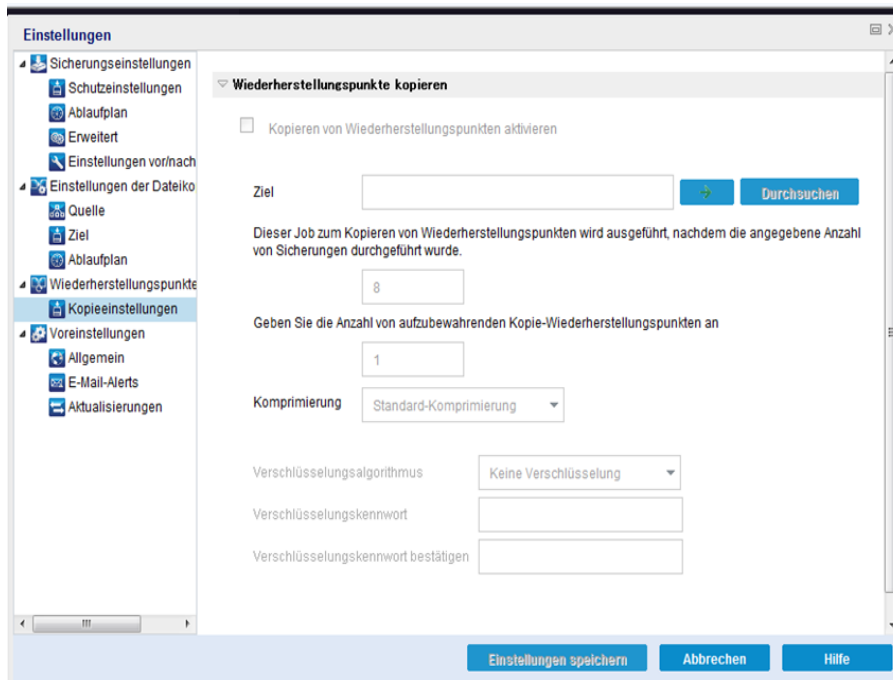 Einstellungen
Sicherungseinstellungen
Schutzeinstellungen
Ablaufplan
Erweitert
Einstellungen vor/nach
Einstellungen der Dateiko
Quelle
Ziel
Ablaufplan
Wiederherstellungspunkte
Kopieeinstellungen
Voreinstellungen
Allgemein
E-Mail-Alerts
Aktualisierungen
Wiederherstellungspunkte kopieren
Kopieren von Wiederherstellungspunkten aktivieren
Ziel
Durchsuchen
Dieser Job zum Kopieren von Wiederherstellungspunkten wird ausgeführt, nachdem die angegebene Anzahl
von Sicherungen durchgeführt wurde.
8
Geben Sie die Anzahl von aufzubewahrenden Kopie-Wiederherstellungspunkten an
1
Komprimierung Standard-Komprimierung
Verschlüsselungsalgorithmus Keine Verschlüsselung
Verschlüsselungskennwort
Verschlüsselungskennwort bestätigen
Einstellungen speichern Abbrechen Hilfe